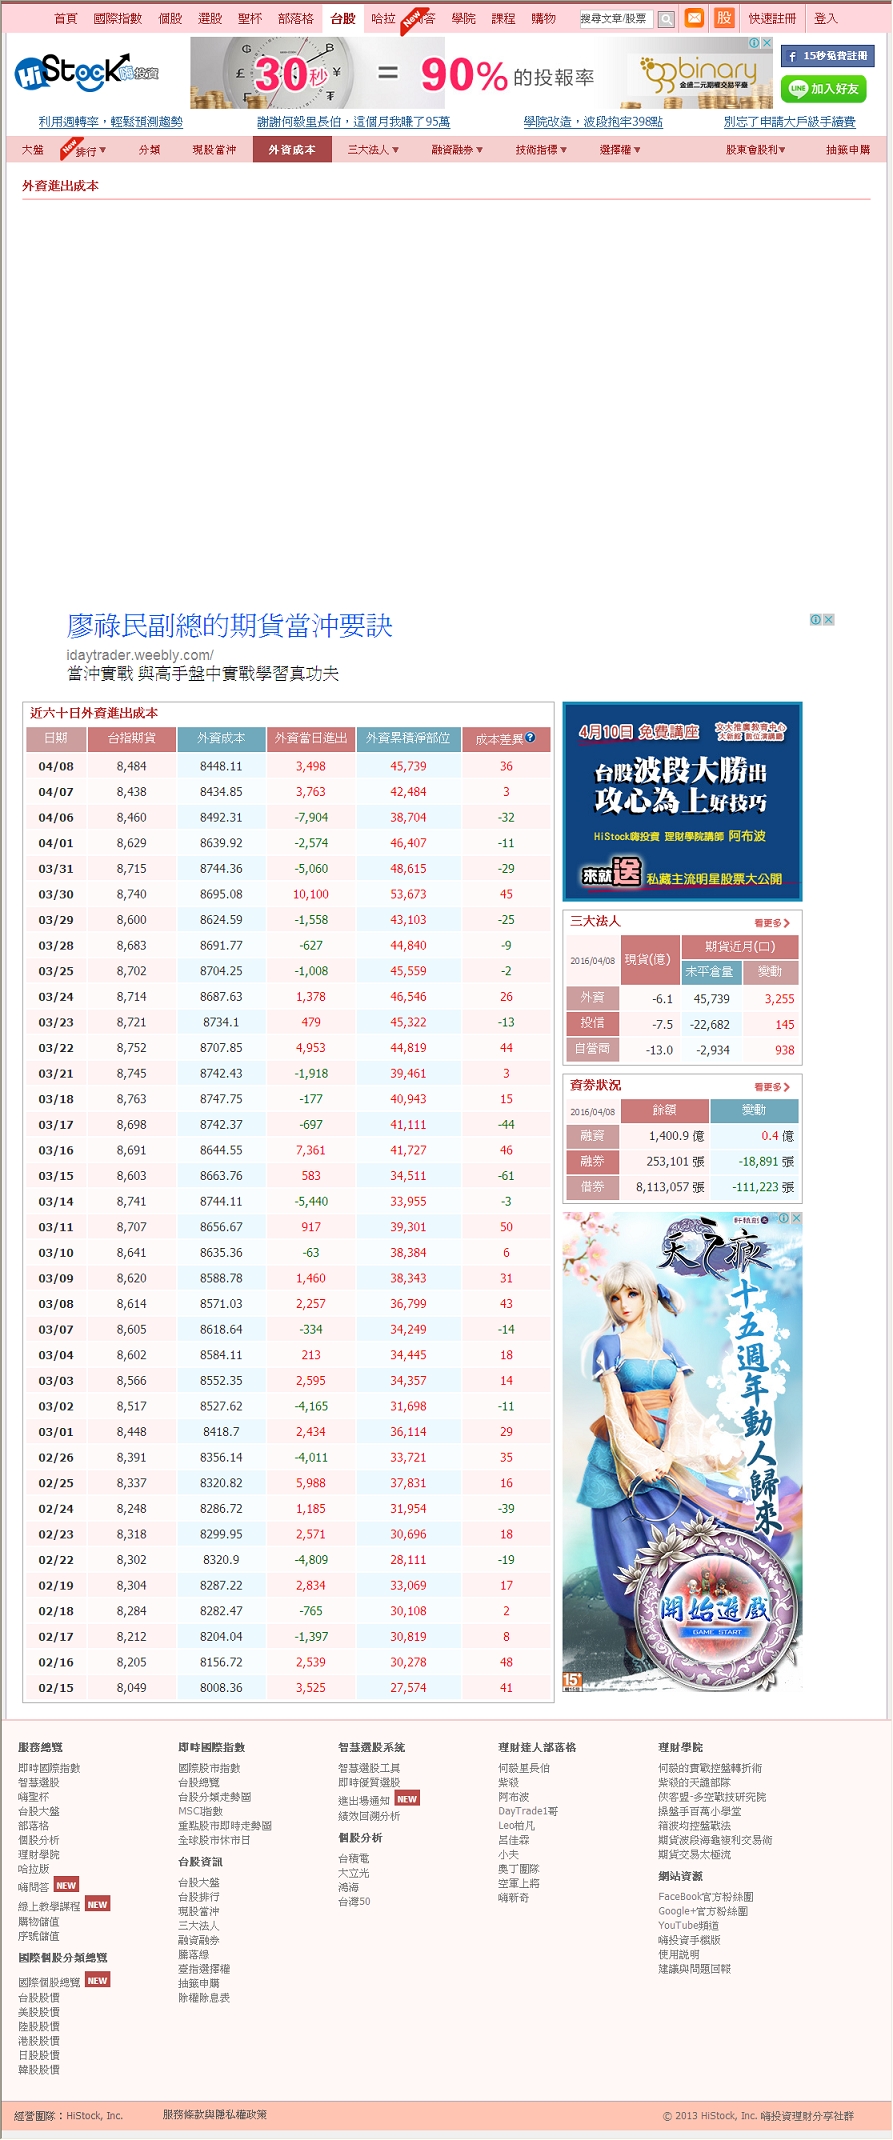 首頁 國際指數 個股 選股 聖杯 部落格 台股 哈拉 New 答 學院 課程 購物 搜尋文章/股票 股 快速註冊 登入
HiStock 嗨投資
30秒 = 90%的投報率
binary
金盛二元期權交易平臺
15秒免費註冊
LINE 加入好友
利用週轉率，輕鬆預測趨勢 謝謝何毅里長伯，這個月我賺了95萬 學院改造，波段抱牢398點 別忘了申請大戶級手續費
大盤 New 排行▼ 分類 現股當沖 外資成本 三大法人▼ 融資融券▼ 技術指標▼ 選擇權▼ 股東會股利▼ 抽籤申購
外資進出成本
廖祿民副總的期貨當沖要訣
idaytrader.weebly.com/
當沖實戰 與高手盤中實戰學習真功夫
近六十日外資進出成本
日期 台指期貨 外資成本 外資當日進出 外資累積淨部位 成本差異?
04/08 8,484 8448.11 3,498 45,739 36
04/07 8,438 8434.85 3,763 42,484 3
04/06 8,460 8492.31 -7,904 38,704 -32
04/01 8,629 8639.92 -2,574 46,407 -11
03/31 8,715 8744.36 -5,060 48,615 -29
03/30 8,740 8695.08 10,100 53,673 45
03/29 8,600 8624.59 -1,558 43,103 -25
03/28 8,683 8691.77 -627 44,840 -9
03/25 8,702 8704.25 -1,008 45,559 -2
03/24 8,714 8687.63 1,378 46,546 26
03/23 8,721 8734.1 479 45,322 -13
03/22 8,752 8707.85 4,953 44,819 44
03/21 8,745 8742.43 -1,918 39,461 3
03/18 8,763 8747.75 -177 40,943 15
03/17 8,698 8742.37 -697 41,111 -44
03/16 8,691 8644.55 7,361 41,727 46
03/15 8,603 8663.76 583 34,511 -61
03/14 8,741 8744.11 -5,440 33,955 -3
03/11 8,707 8656.67 917 39,301 50
03/10 8,641 8635.36 -63 38,384 6
03/09 8,620 8588.78 1,460 38,343 31
03/08 8,614 8571.03 2,257 36,799 43
03/07 8,605 8618.64 -334 34,249 -14
03/04 8,602 8584.11 213 34,445 18
03/03 8,566 8552.35 2,595 34,357 14
03/02 8,517 8527.62 -4,165 31,698 -11
03/01 8,448 8418.7 2,434 36,114 29
02/26 8,391 8356.14 -4,011 33,721 35
02/25 8,337 8320.82 5,988 37,831 16
02/24 8,248 8286.72 1,185 31,954 -39
02/23 8,318 8299.95 2,571 30,696 18
02/22 8,302 8320.9 -4,809 28,111 -19
02/19 8,304 8287.22 2,834 33,069 17
02/18 8,284 8282.47 -765 30,108 2
02/17 8,212 8204.04 -1,397 30,819 8
02/16 8,205 8156.72 2,539 30,278 48
02/15 8,049 8008.36 3,525 27,574 41
4月10日 免費講座 文大推廣教育中心
台股波段大勝出
攻心為上好技巧
HiStock嗨投資 理財學院講師 阿布波
來就送 私藏主流明星股票大公開
三大法人 看更多
2016/04/08 現貨(億) 期貨近月(口)
未平倉量 變動
外資 -6.1 45,739 3,255
投信 -7.5 -22,682 145
自營商 -13.0 -2,934 938
資券狀況 看更多
2016/04/08 餘額 變動
融資 1,400.9 億 0.4 億
融券 253,101 張 -18,891 張
借券 8,113,057 張 -111,223 張
軒轅劍
天之痕
十五週年動人歸來
開始遊戲
GAME START
15+
服務總覽
即時國際指數
智慧選股
嗨聖杯
台股大盤
部落格
個股分析
理財學院
哈拉版
嗨問答 NEW
線上教學課程 NEW
購物儲值
序號儲值
國際個股分類總覽
國際個股總覽 NEW
台股股價
美股股價
陸股股價
港股股價
日股股價
韓股股價
即時國際指數
國際股市指數
台股總覽
台股分類走勢圖
MSCI指數
重點股市即時走勢圖
全球股市休市日
台股資訊
台股大盤
台股排行
現股當沖
三大法人
融資融券
騰落線
臺指選擇權
抽籤申購
除權除息表
智慧選股系統
智慧選股工具
即時優質選股
進出場通知 NEW
績效回溯分析
個股分析
台積電
大立光
鴻海
台灣50
理財達人部落格
何毅里長伯
紫殺
阿布波
DayTrade1哥
Leo柏凡
呂佳霖
小夫
奧丁團隊
空軍上將
嗨新奇
理財學院
何毅的實戰控盤轉折術
紫殺的天譴部隊
俠客盟-多空戰技研究院
操盤手百萬小學堂
箱波均控盤戰法
期貨波段海龜複利交易術
期貨交易太極流
網站資源
FaceBook官方粉絲團
Google+官方粉絲團
YouTube頻道
嗨投資手機版
使用說明
建議與問題回報
經營團隊：HiStock, Inc. 服務條款與隱私權政策 © 2013 HiStock, Inc. 嗨投資理財分享社群